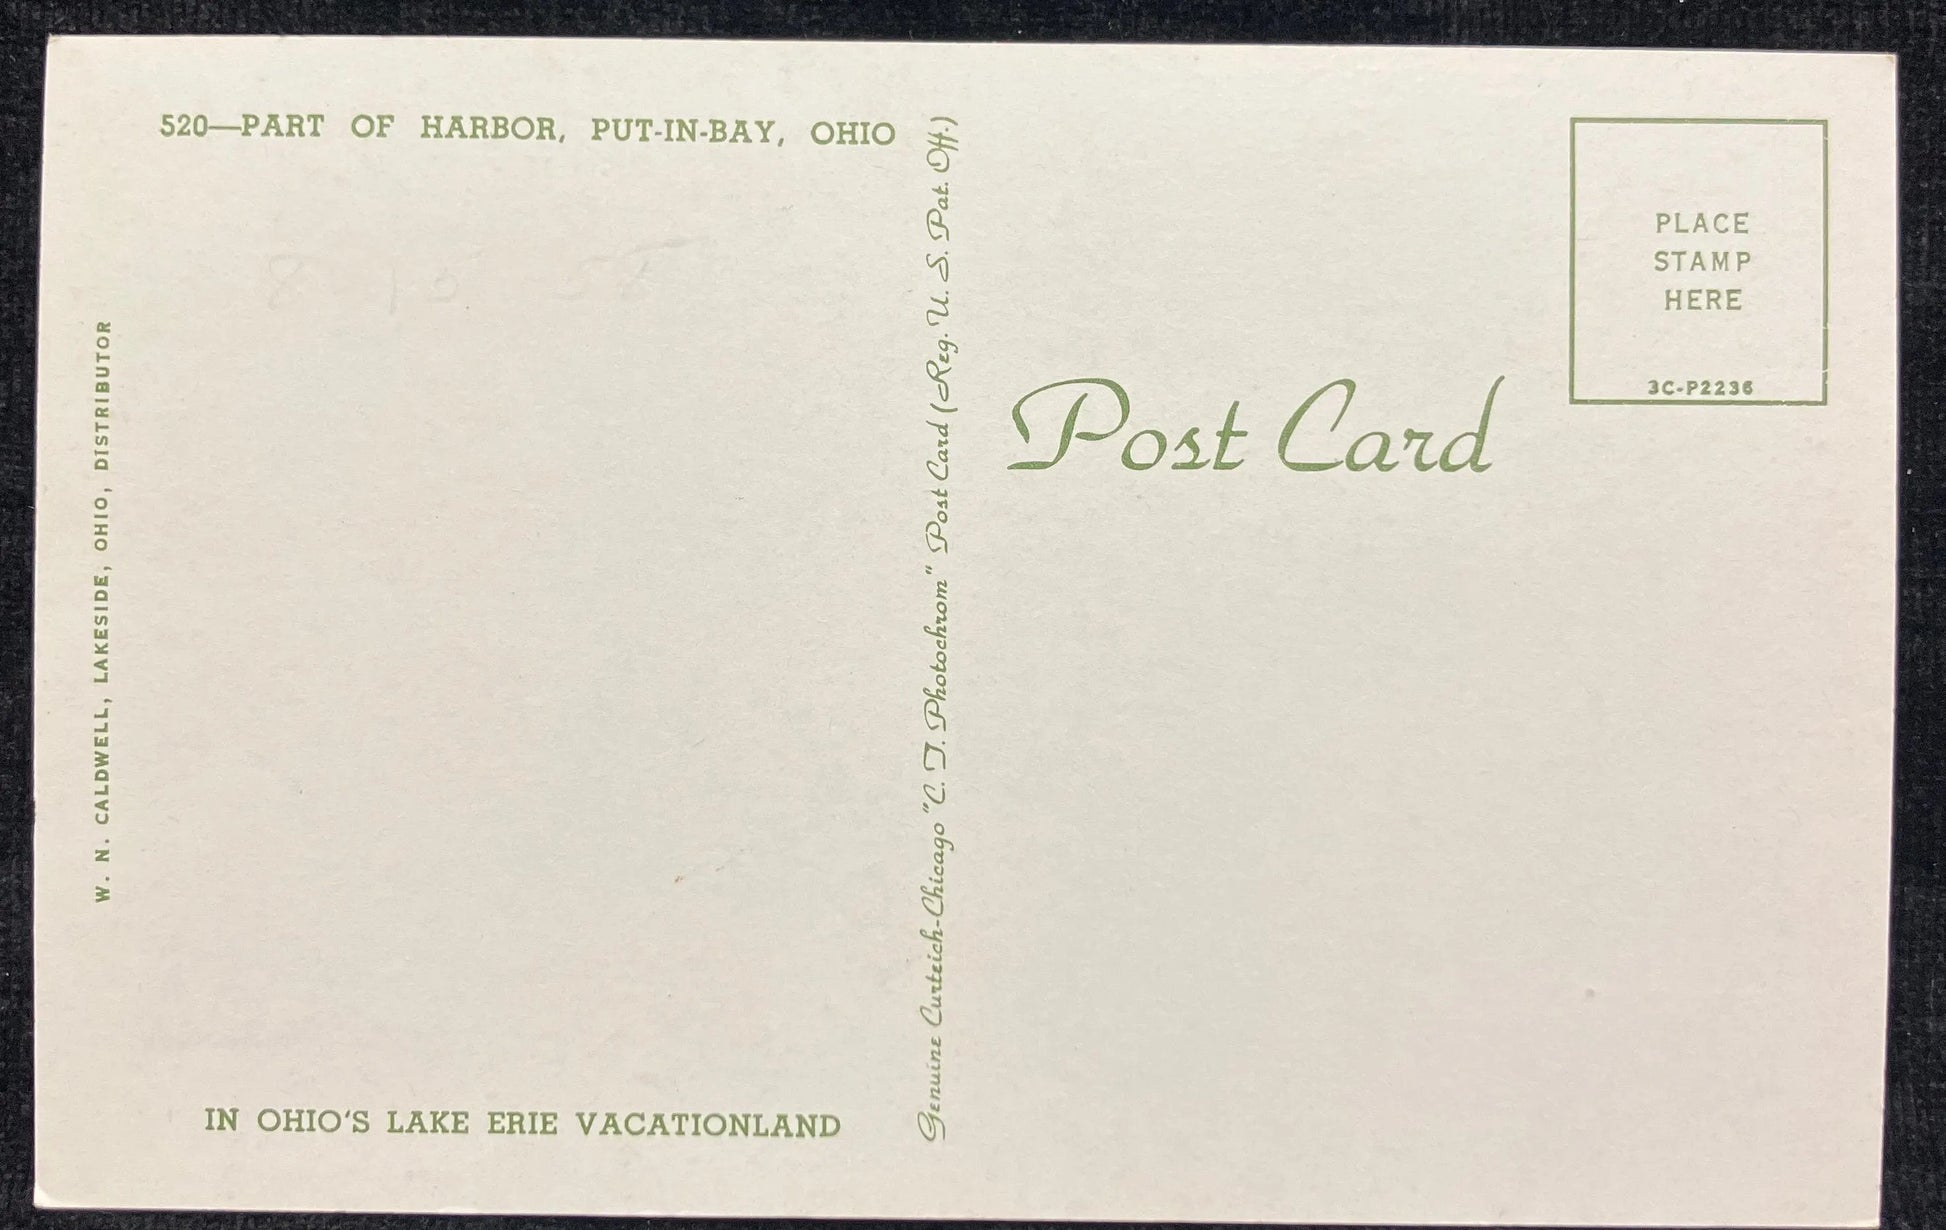 520—PART OF HARBOR, PUT-IN-BAY, OHIO
W. N. CALDWELL, LAKESIDE, OHIO, DISTRIBUTOR
IN OHIO'S LAKE ERIE VACATIONLAND
Genuine Curteich-Chicago "C. T. Photochrom" Post Card (Reg. U. S. Pat. Off.)
Post Card
PLACE
STAMP
HERE
3C-P2236